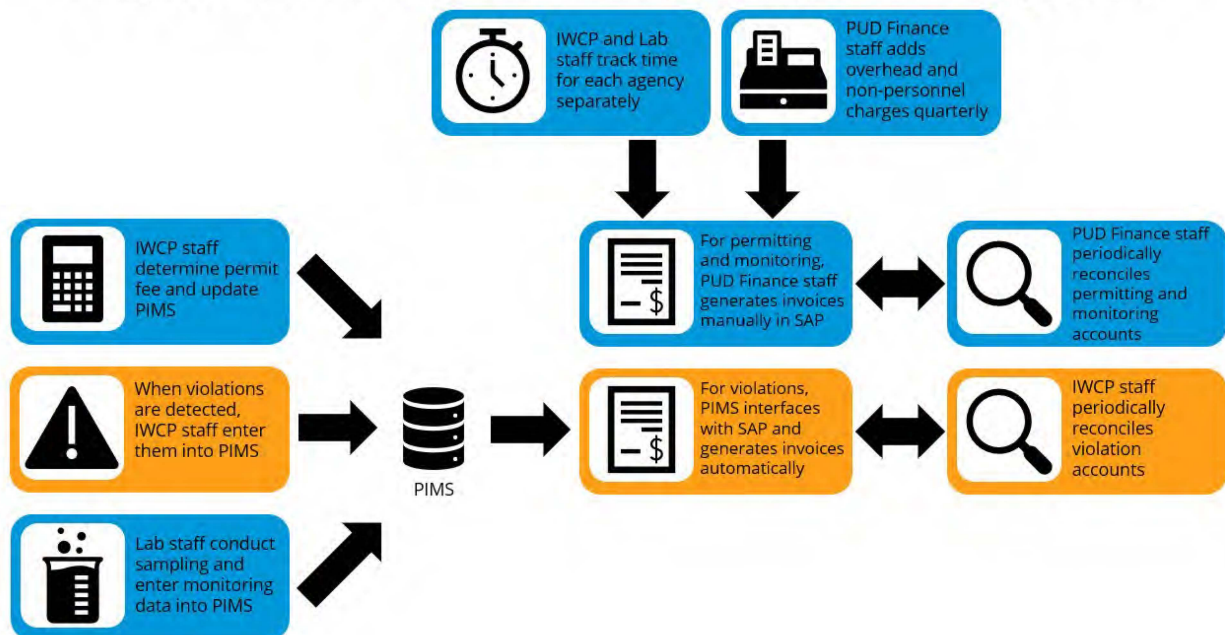 IWCP and Lab
staff track time
for each agency
separately
PUD Finance
staff adds
overhead and
non-personnel
charges quarterly
IWCP staff
determine permit
fee and update
PIMS
For permitting
and monitoring,
PUD Finance staff
generates invoices
manually in SAP
$
PUD Finance staff
periodically
reconciles
permitting and
monitoring
accounts
When violations
are detected,
IWCP staff enter
them into PIMS
PIMS
For violations,
PIMS interfaces
with SAP and
generates invoices
automatically
$
IWCP staff
periodically
reconciles
violation
accounts
Lab staff conduct
sampling and
enter monitoring
data into PIMS